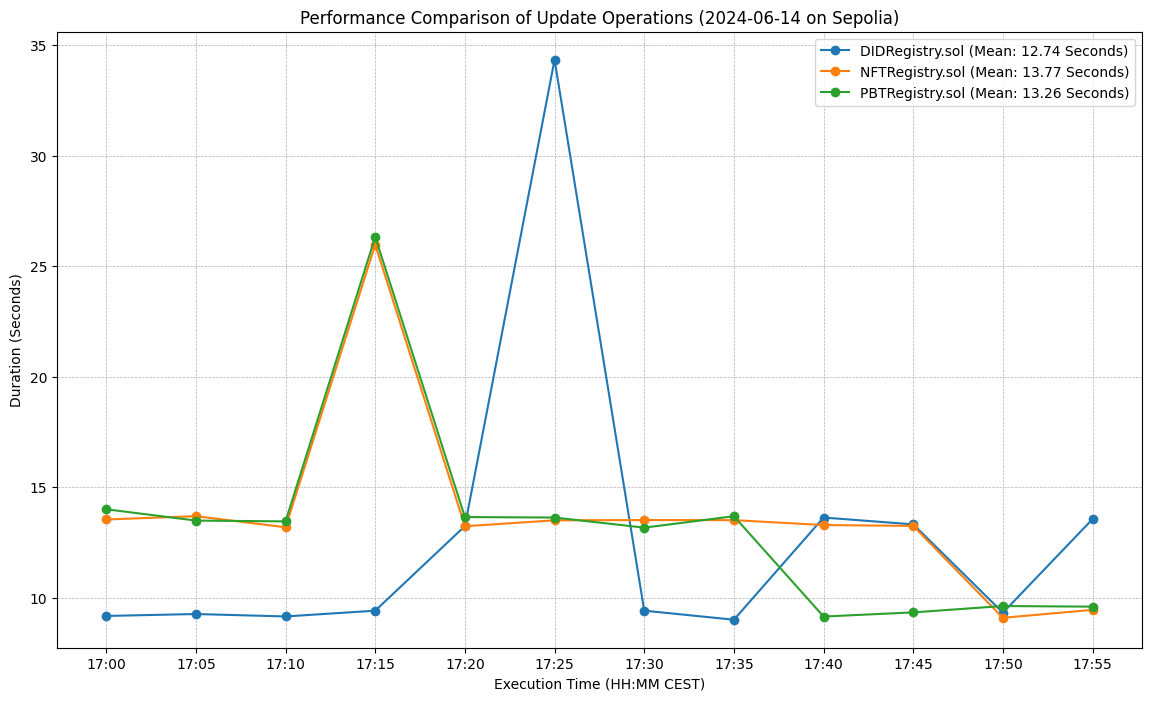 Performance Comparison of Update Operations (2024-06-14 on Sepolia)
DIDRegistry.sol (Mean: 12.74 Seconds)
NFTRegistry.sol (Mean: 13.77 Seconds)
PBTRegistry.sol (Mean: 13.26 Seconds)
Duration (Seconds)
35
30
25
20
15
10
17:00 17:05 17:10 17:15 17:20 17:25 17:30 17:35 17:40 17:45 17:50 17:55
Execution Time (HH:MM CEST)